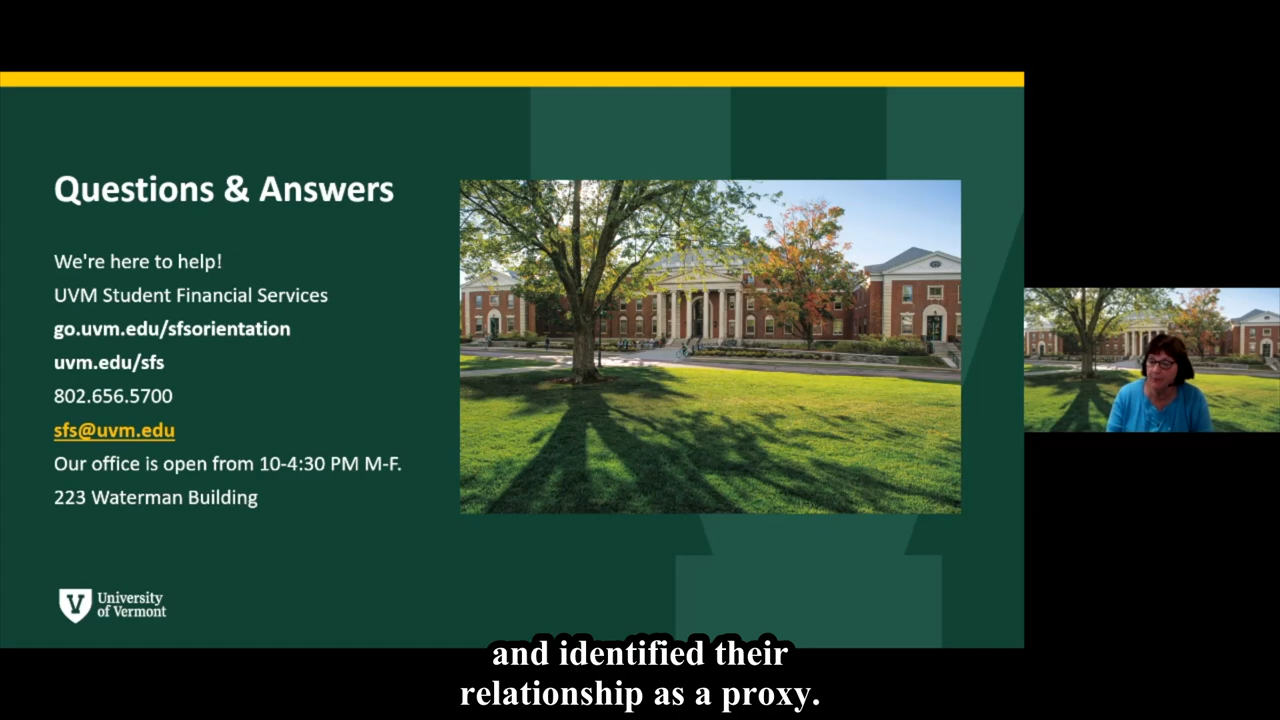 Questions & Answers
We're here to help!
UVM Student Financial Services
go.uvm.edu/sfsorientation
uvm.edu/sfs
802.656.5700
sfs@uvm.edu
Our office is open from 10-4:30 PM M-F.
223 Waterman Building
V University
of Vermont
and identified their
relationship as a proxy.